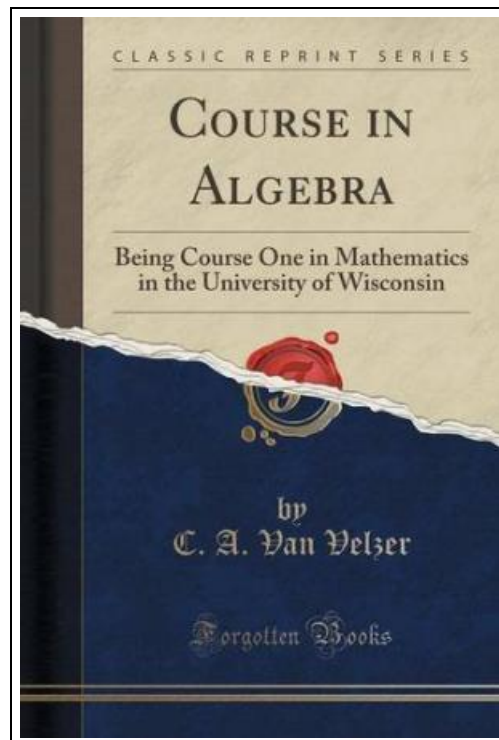 CLASSIC REPRINT SERIES
COURSE IN
ALGEBRA
Being Course One in Mathematics
in the University of Wisconsin
by
C. A. Van Velzer
Forgotten Books